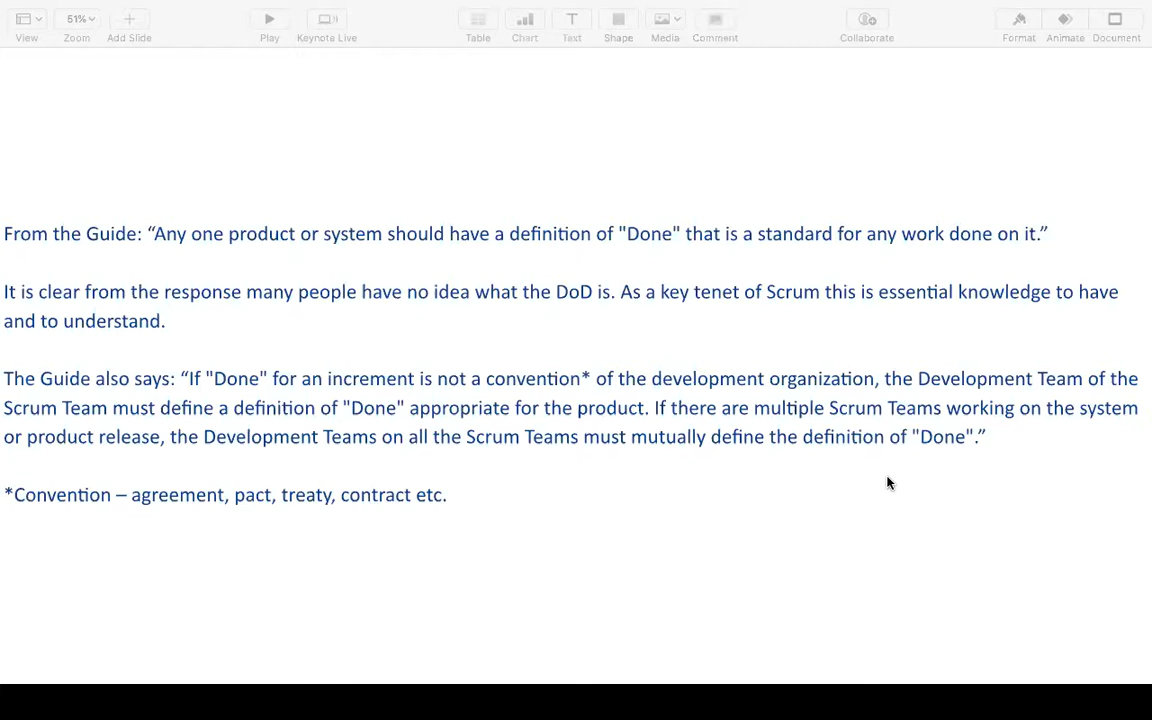 51%
View
Zoom
Add Slide
Play
Keynote Live
Table
Chart
Text
Shape
Media
Comment
Collaborate
Format
Animate
Document
From the Guide: “Any one product or system should have a definition of "Done" that is a standard for any work done on it.”
It is clear from the response many people have no idea what the DoD is. As a key tenet of Scrum this is essential knowledge to have
and to understand.
The Guide also says: “If "Done" for an increment is not a convention* of the development organization, the Development Team of the
Scrum Team must define a definition of "Done" appropriate for the product. If there are multiple Scrum Teams working on the system
or product release, the Development Teams on all the Scrum Teams must mutually define the definition of "Done".”
*Convention – agreement, pact, treaty, contract etc.